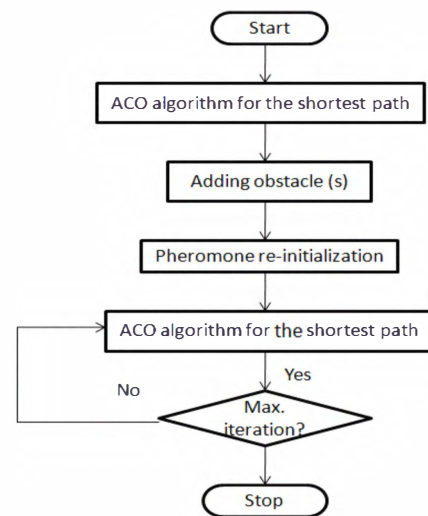 Start
ACO algorithm for the shortest path
Adding obstacle (s)
Pheromone re-initialization
ACO algorithm for the shortest path
Yes
No
Max.
iteration?
Stop